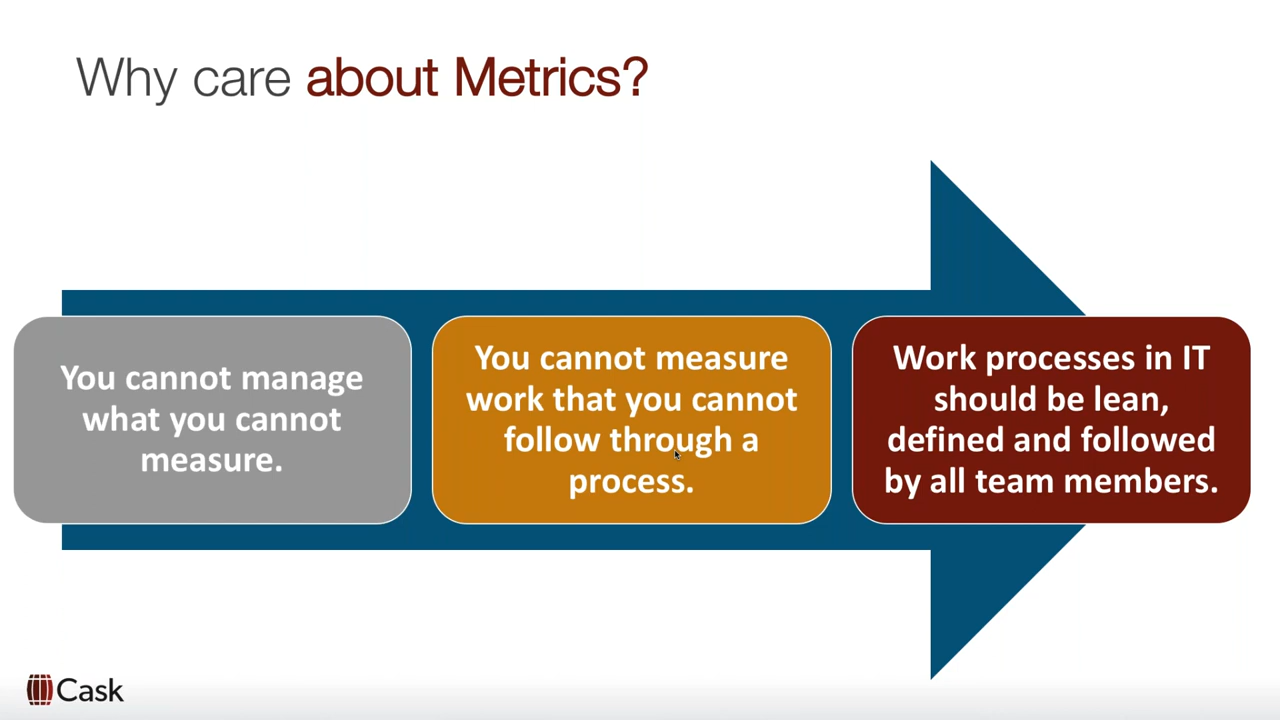 Why care about Metrics?
You cannot manage
what you cannot
measure.
You cannot measure
work that you cannot
follow through a
process.
Work processes in IT
should be lean,
defined and followed
by all team members.
Cask